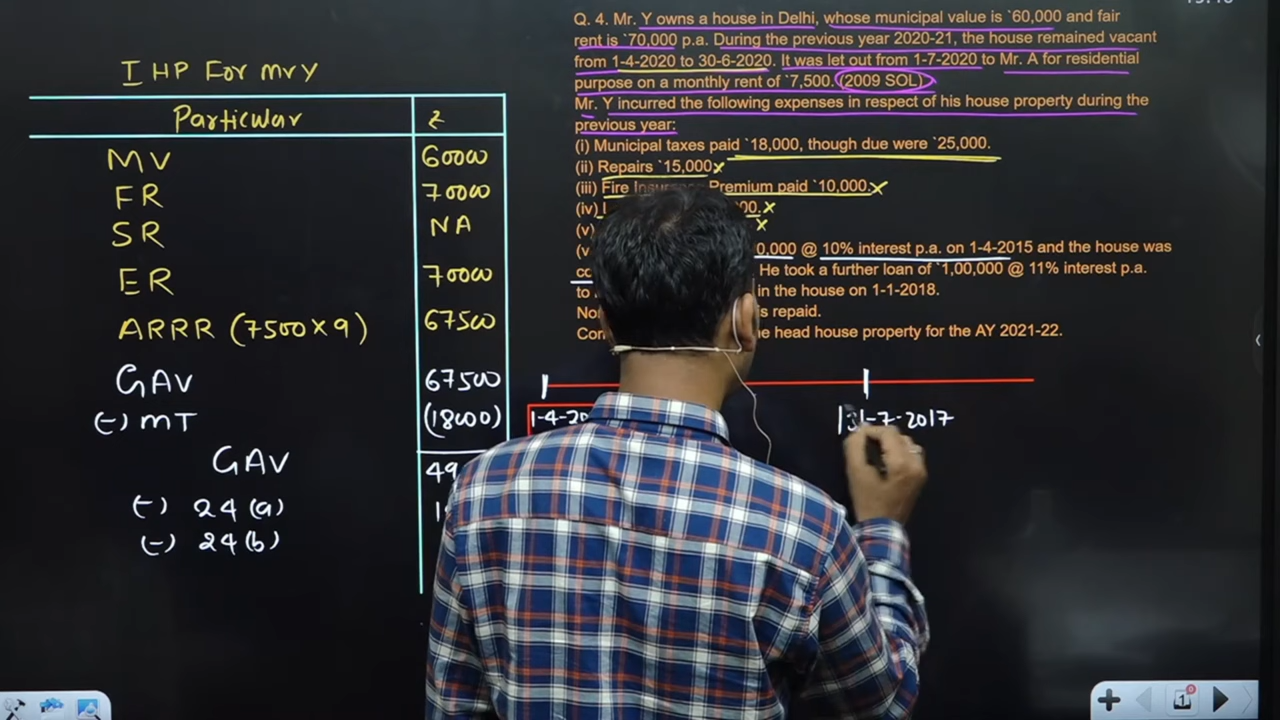 Q. 4. Mr. Y owns a house in Delhi, whose municipal value is `60,000 and fair
rent is `70,000 p.a. During the previous year 2020-21, the house remained vacant
from 1-4-2020 to 30-6-2020. It was let out from 1-7-2020 to Mr. A for residential
purpose on a monthly rent of `7,500. (2009 SOL)
Mr. Y incurred the following expenses in respect of his house property during the
previous year:
(i) Municipal taxes paid `18,000, though due were `25,000.
(ii) Repairs `15,000 x
(iii) Fire Premium paid `10,000. x
(iv) 00. x
(v) x
0,000 @ 10% interest p.a. on 1-4-2015 and the house was
He took a further loan of `1,00,000 @ 11% interest p.a.
to in the house on 1-1-2018.
is repaid.
head house property for the AY 2021-22.
IHP For Mr Y
Particular ₹
MV 60000
FR 70000
SR NA
ER 70000
ARRR (7500×9) 67500
GAV 67500
(-) MT (18000)
GAV 49
(-) 24 (a)
(-) 24 (b)
1-4-20
31-7-2017
1